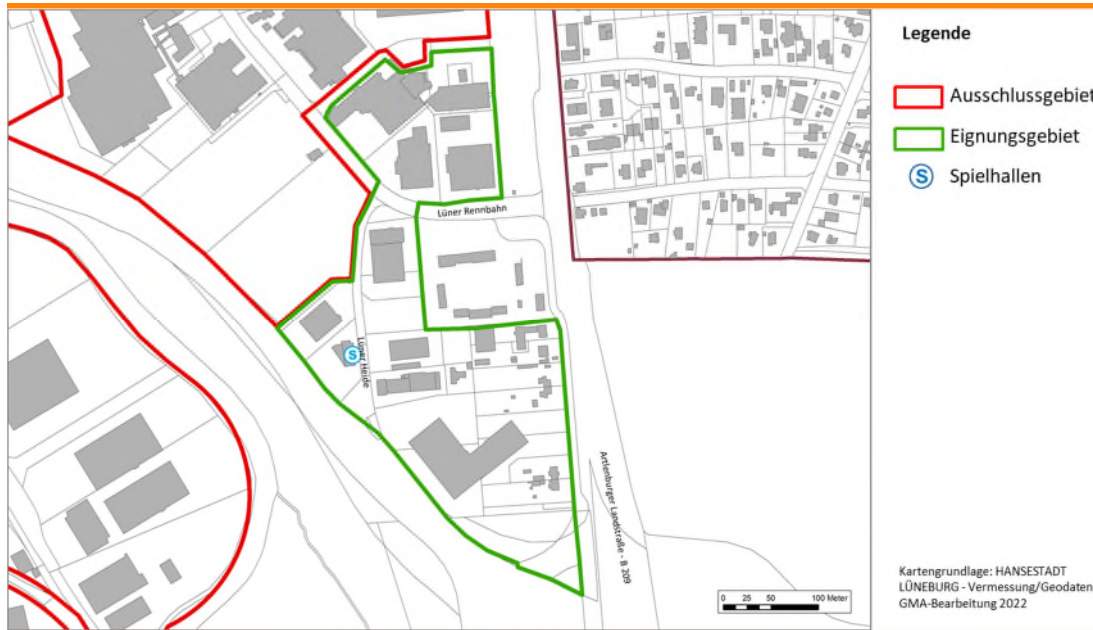 Legende
Ausschlussgebiet
Eignungsgebiet
S Spielhallen
Lüner Rennbahn
S
Lüner Heide
Artlenburger Landstraße - B 209
0 25 50 100 Meter
Kartengrundlage: HANSESTADT
LÜNEBURG - Vermessung/Geodaten
GMA-Bearbeitung 2022